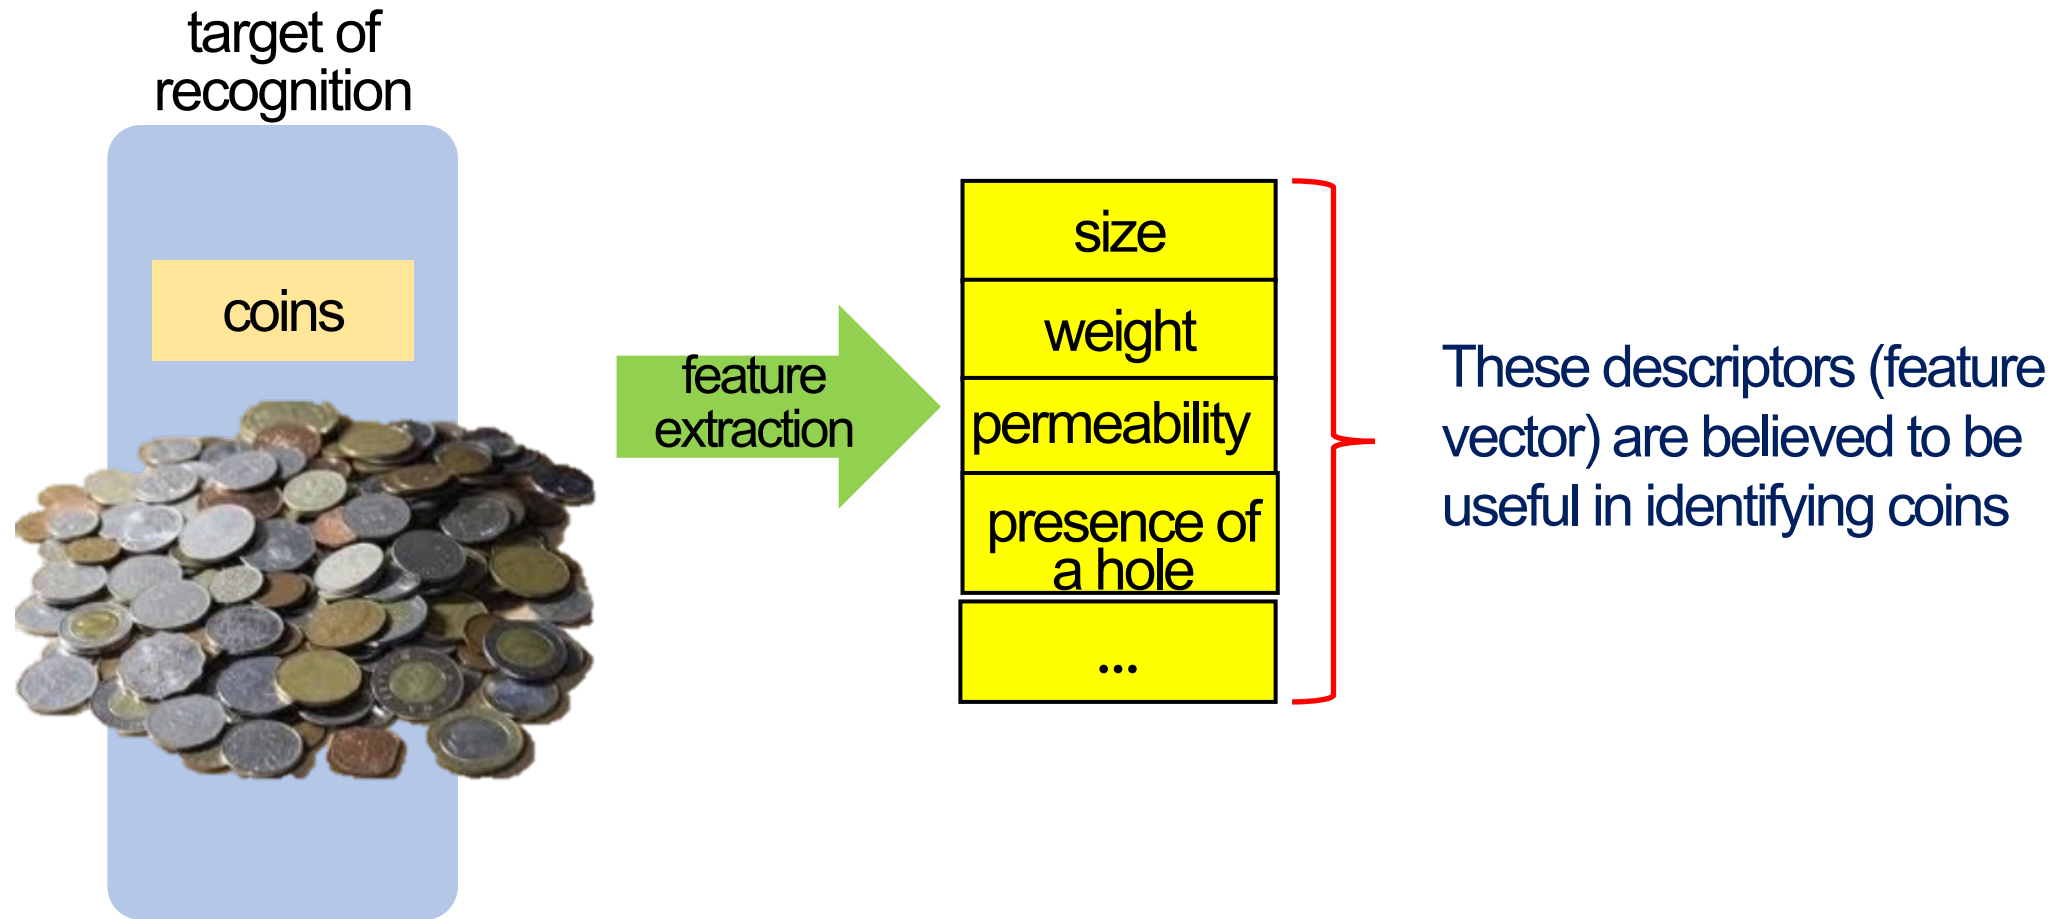 target of
recognition
coins
feature
extraction
size
weight
permeability
presence of
a hole
...
These descriptors (feature
vector) are believed to be
useful in identifying coins